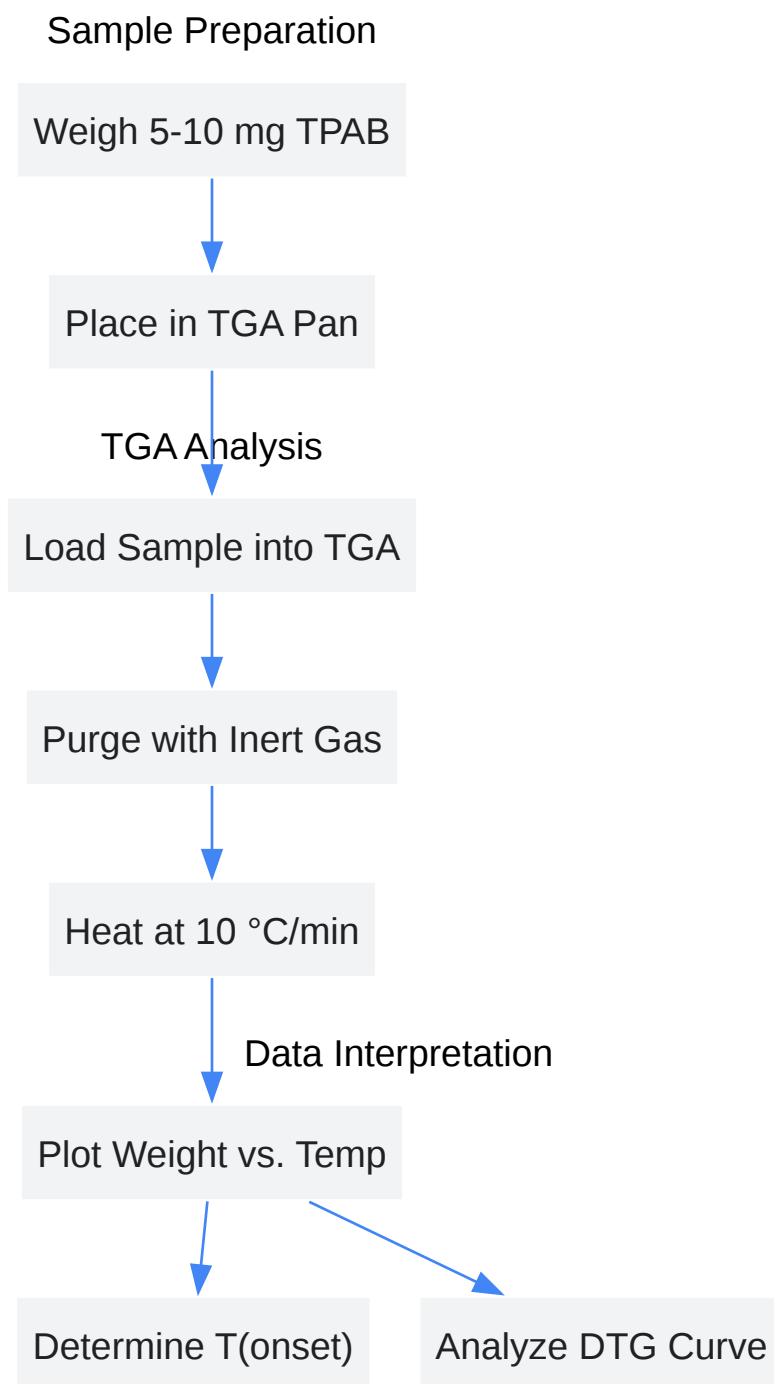 Sample Preparation
Weigh 5-10 mg TPAB
Place in TGA Pan
TGA Analysis
Load Sample into TGA
Purge with Inert Gas
Heat at 10 °C/min
Data Interpretation
Plot Weight vs. Temp
Determine T(onset)
Analyze DTG Curve